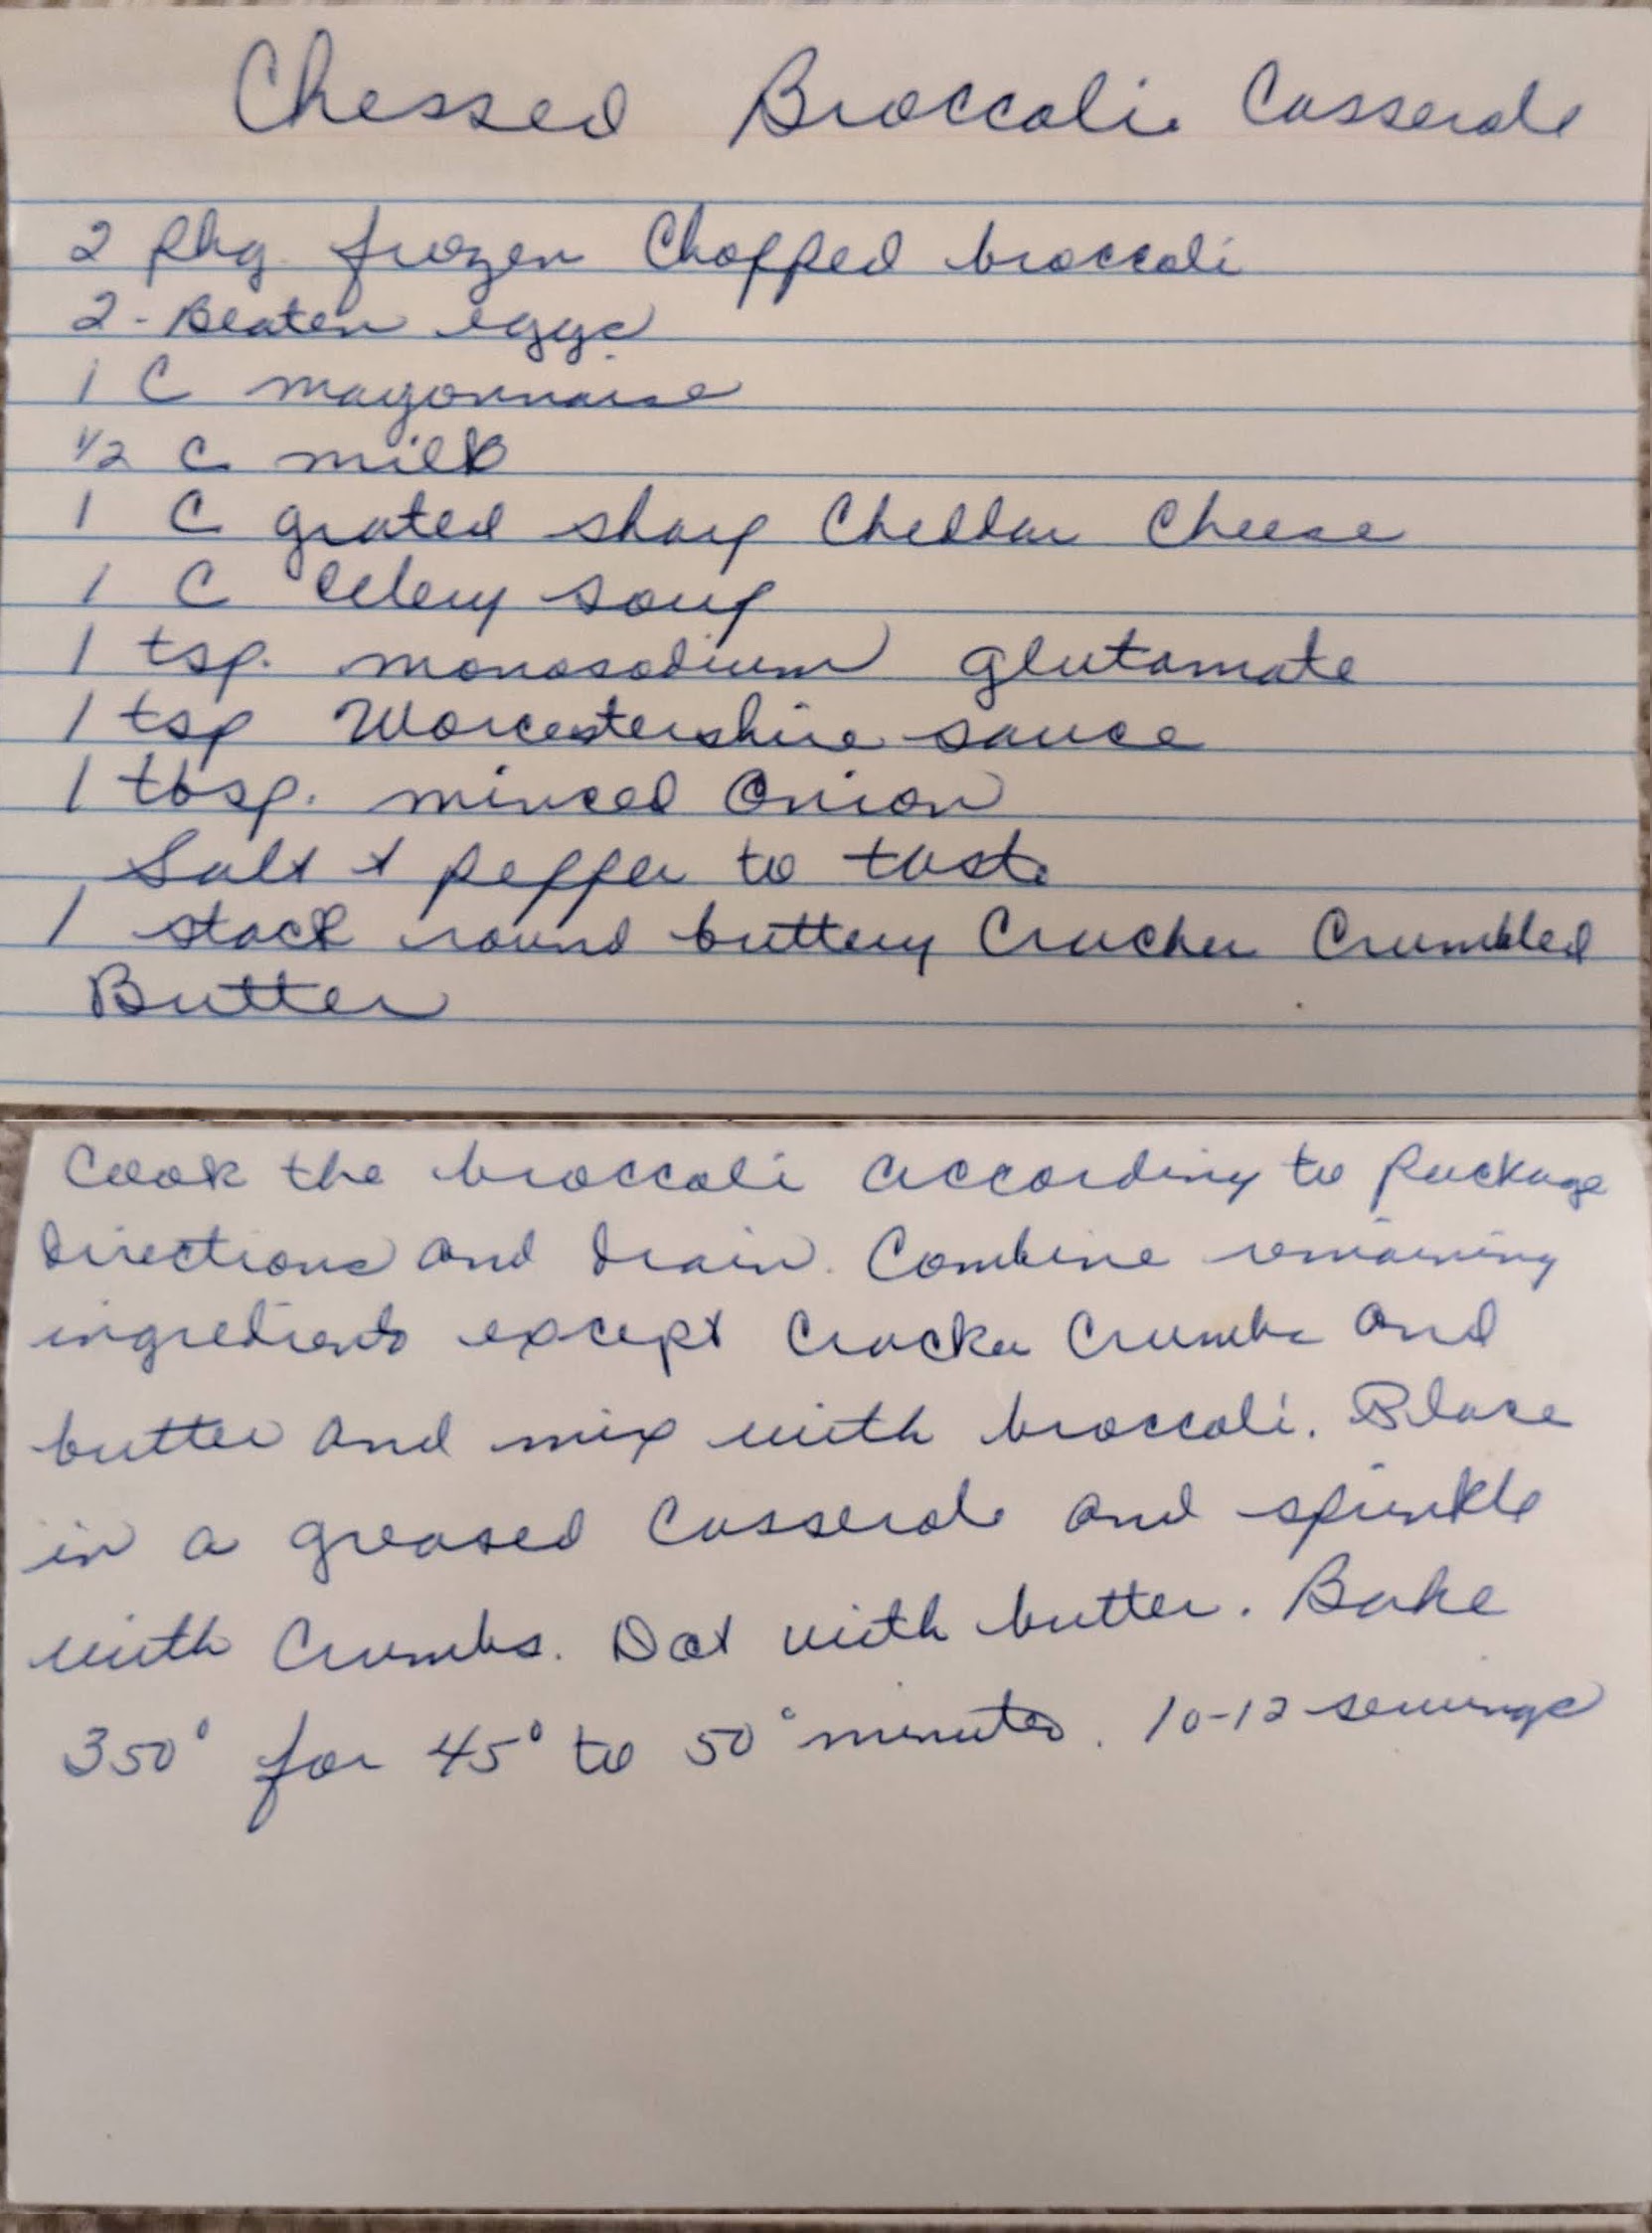 Chessed Broccoli Casserole
2 pkg. frozen Chopped broccoli
2 - Beaten eggs
1 C mayonnaise
1/2 C milk
1 C grated sharp Cheddar Cheese
1 C Celery soup
1 tsp. monosodium glutamate
1 tsp Worcestershire sauce
1 tbsp. minced Onion
Salt & pepper to taste
1 stack round buttery Cracker Crumbled
Butter
Cook the broccoli according to Package
directions and drain. Combine remaining
ingredients except Cracker Crumbs and
butter and mix with broccoli. Place
in a greased Casserole and sprinkle
with Crumbs. Dot with butter. Bake
350° for 45° to 50° minutes. 10-12 servings